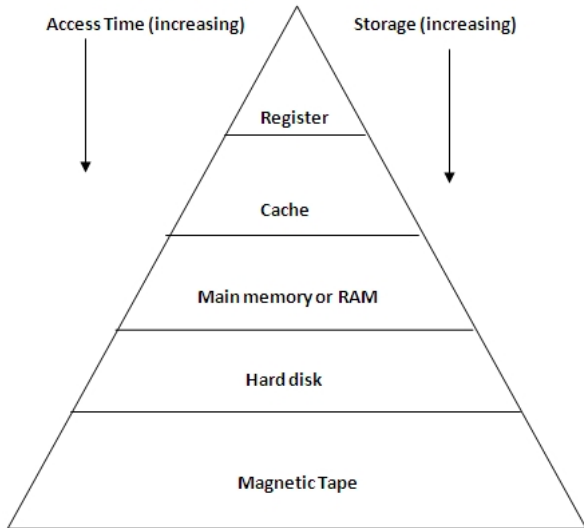 Access Time (increasing)
Storage (increasing)
Register
Cache
Main memory or RAM
Hard disk
Magnetic Tape